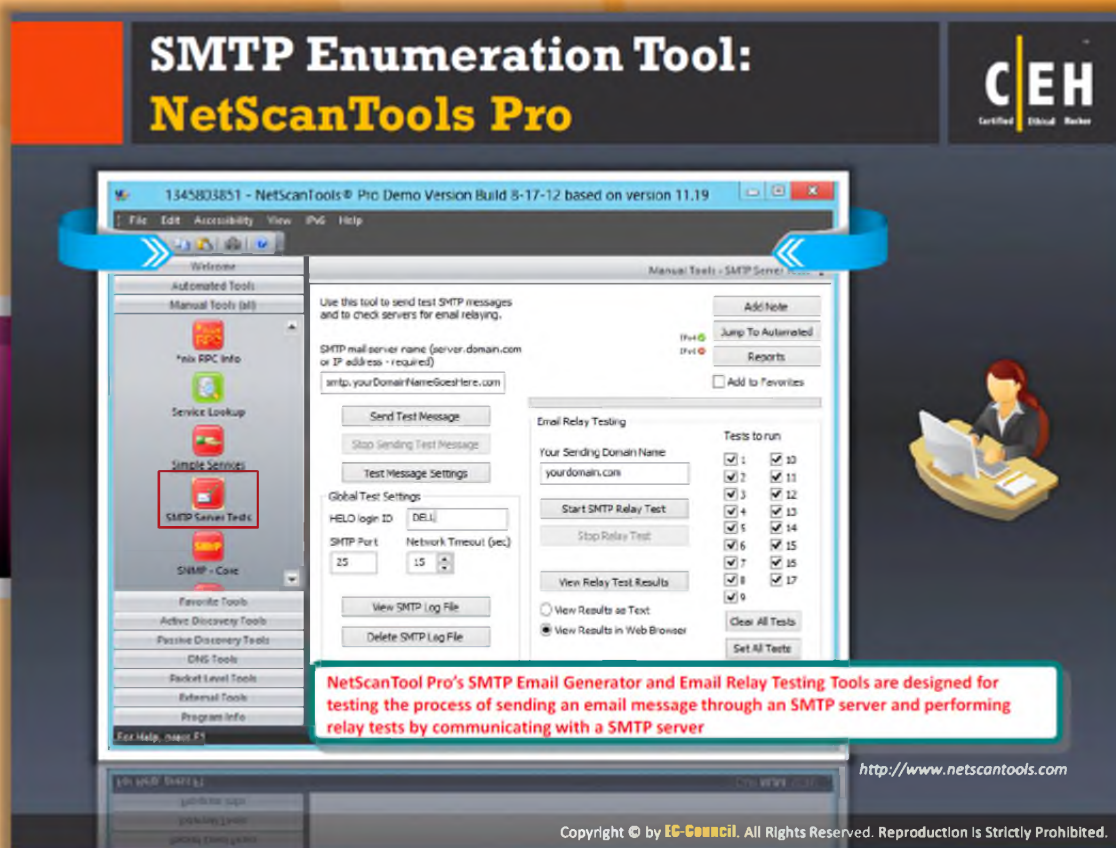 SMTP Enumeration Tool:
NetScanTools Pro
C EH
Certified Ethical Hacker
1345803851 - NetScanTools® Pro Demo Version Build 8-17-12 based on version 11.19
File Edit Accessibility View IPv6 Help
Welcome
Automated Tools
Manual Tools (all)
*nix RPC Info
Service Lookup
Simple Services
SMTP Server Tests
SNMP - Core
Favorite Tools
Active Discovery Tools
Passive Discovery Tools
DNS Tools
Packet Level Tools
External Tools
Program Info
For Help, press F1
Manual Tools - SMTP Server
Use this tool to send test SMTP messages
and to check servers for email relaying.
SMTP mail server name (server.domain.com
or IP address - required)
smtp.yourDomainNameGoesHere.com
Send Test Message
Stop Sending Test Message
Test Message Settings
Global Test Settings
HELO login ID DELL
SMTP Port Network Timeout (sec)
25 15
View SMTP Log File
Delete SMTP Log File
IPv4
IPv6
Add Note
Jump To Automated
Reports
Add to Favorites
Email Relay Testing
Your Sending Domain Name
yourdomain.com
Start SMTP Relay Test
Stop Relay Test
View Relay Test Results
View Results as Text
View Results in Web Browser
Tests to run
1 10
2 11
3 12
4 13
5 14
6 15
7 16
8 17
9
Clear All Tests
Set All Tests
NetScanTool Pro's SMTP Email Generator and Email Relay Testing Tools are designed for
testing the process of sending an email message through an SMTP server and performing
relay tests by communicating with a SMTP server
http://www.netscantools.com
Copyright © by EC-Council. All Rights Reserved. Reproduction is Strictly Prohibited.